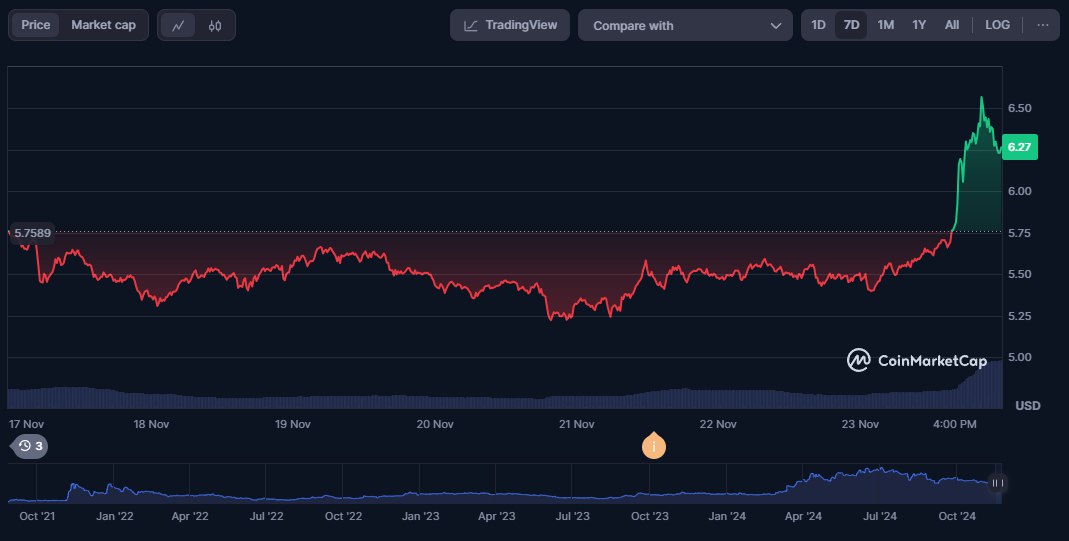 Price Market cap TradingView Compare with 1D 7D 1M 1Y All LOG ...
6.50
6.27
6.00
5.7589 5.75
5.50
5.25
5.00
CoinMarketCap
USD
17 Nov 18 Nov 19 Nov 20 Nov 21 Nov 22 Nov 23 Nov 4:00 PM
3 i
Oct '21 Jan '22 Apr '22 Jul '22 Oct '22 Jan '23 Apr '23 Jul '23 Oct '23 Jan '24 Apr '24 Jul '24 Oct '24